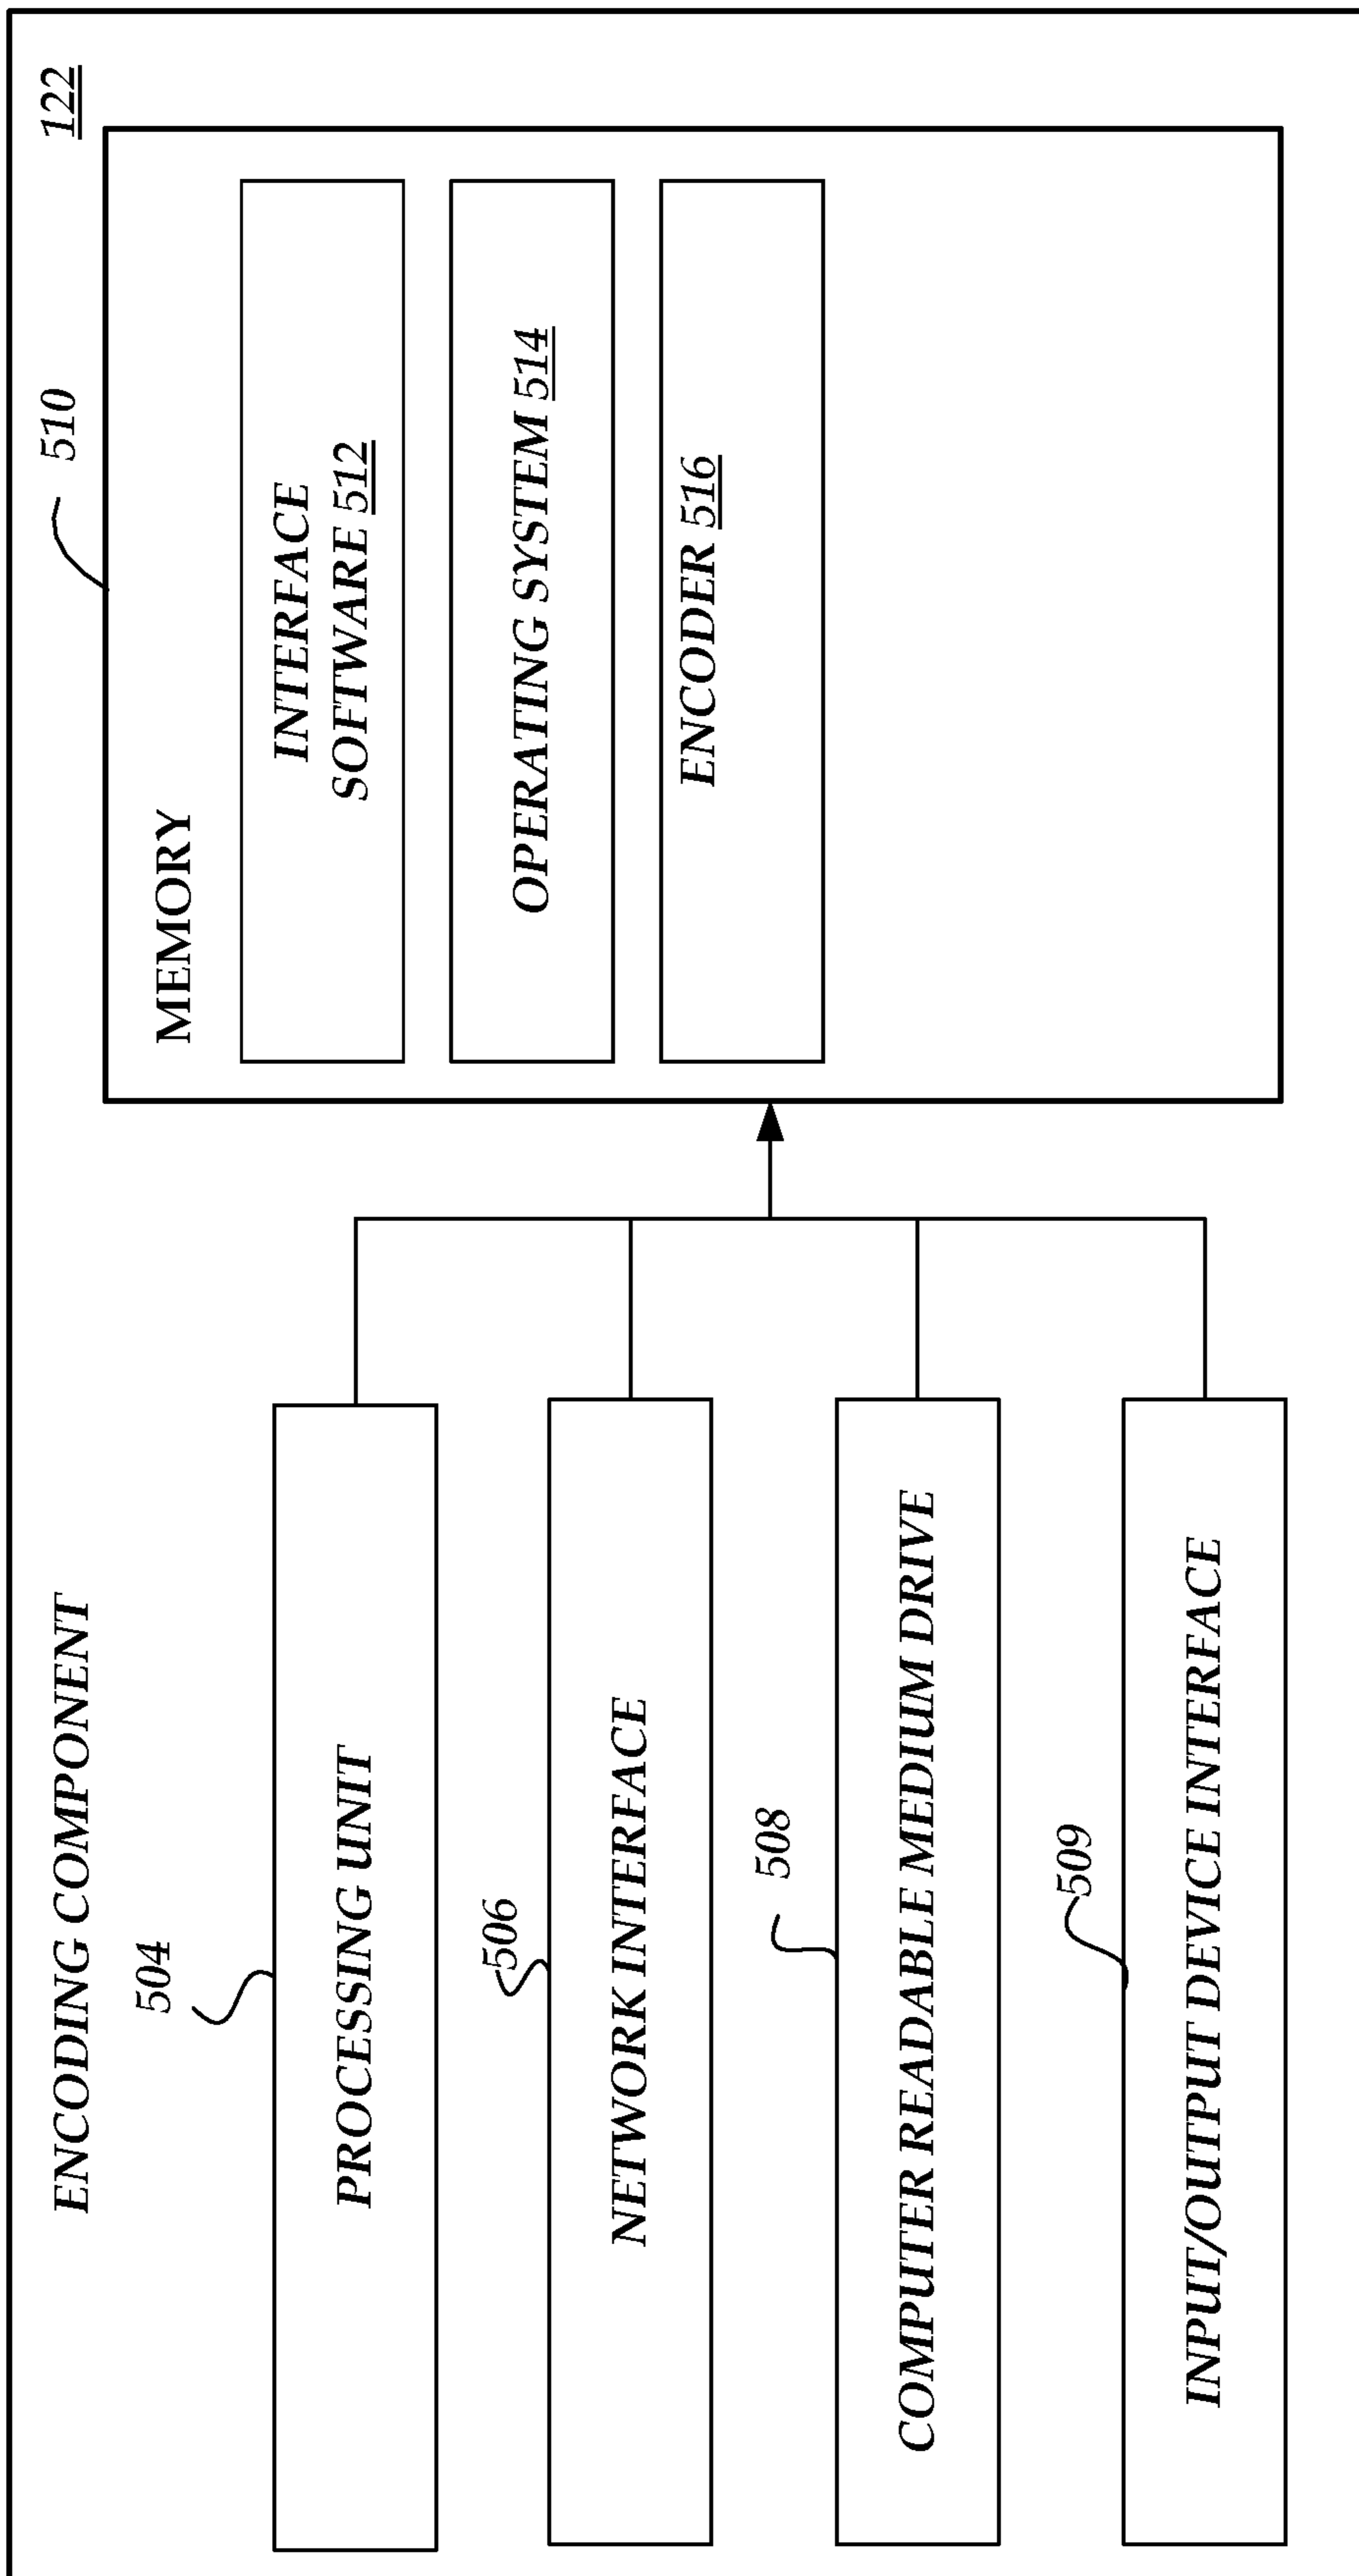 ENCODING COMPONENT
122
504
PROCESSING UNIT
506
NETWORK INTERFACE
508
COMPUTER READABLE MEDIUM DRIVE
509
INPUT/OUTPUT DEVICE INTERFACE
510
MEMORY
INTERFACE
SOFTWARE 512
OPERATING SYSTEM 514
ENCODER 516